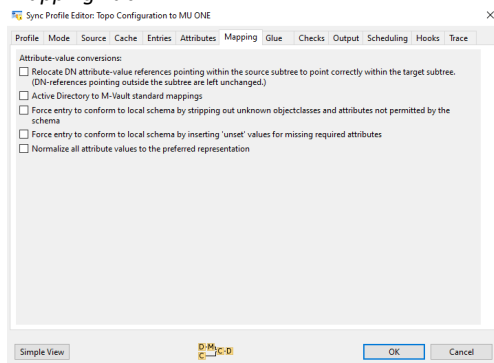 Sync Profile Editor: Topo Configuration to MU ONE
Profile Mode Source Cache Entries Attributes Mapping Glue Checks Output Scheduling Hooks Trace
Attribute-value conversions:
Relocate DN attribute-value references pointing within the source subtree to point correctly within the target subtree.
(DN-references pointing outside the subtree are left unchanged.)
Active Directory to M-Vault standard mappings
Force entry to conform to local schema by stripping out unknown objectclasses and attributes not permitted by the
schema
Force entry to conform to local schema by inserting 'unset' values for missing required attributes
Normalize all attribute values to the preferred representation
Simple View
D-M
C
C-D
OK
Cancel